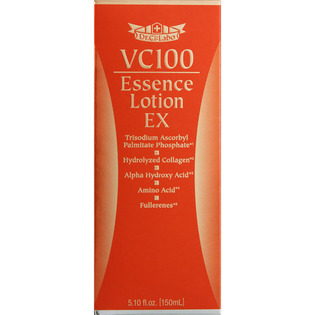 Dr.Ci:Labo
VC100
Essence
Lotion
EX
Trisodium Ascorbyl
Palmitate Phosphate*¹
Hydrolyzed Collagen*²
Alpha Hydroxy Acid*³
Amino Acid*⁴
Fullerenes*⁵
5.10 fl.oz. [150mL]